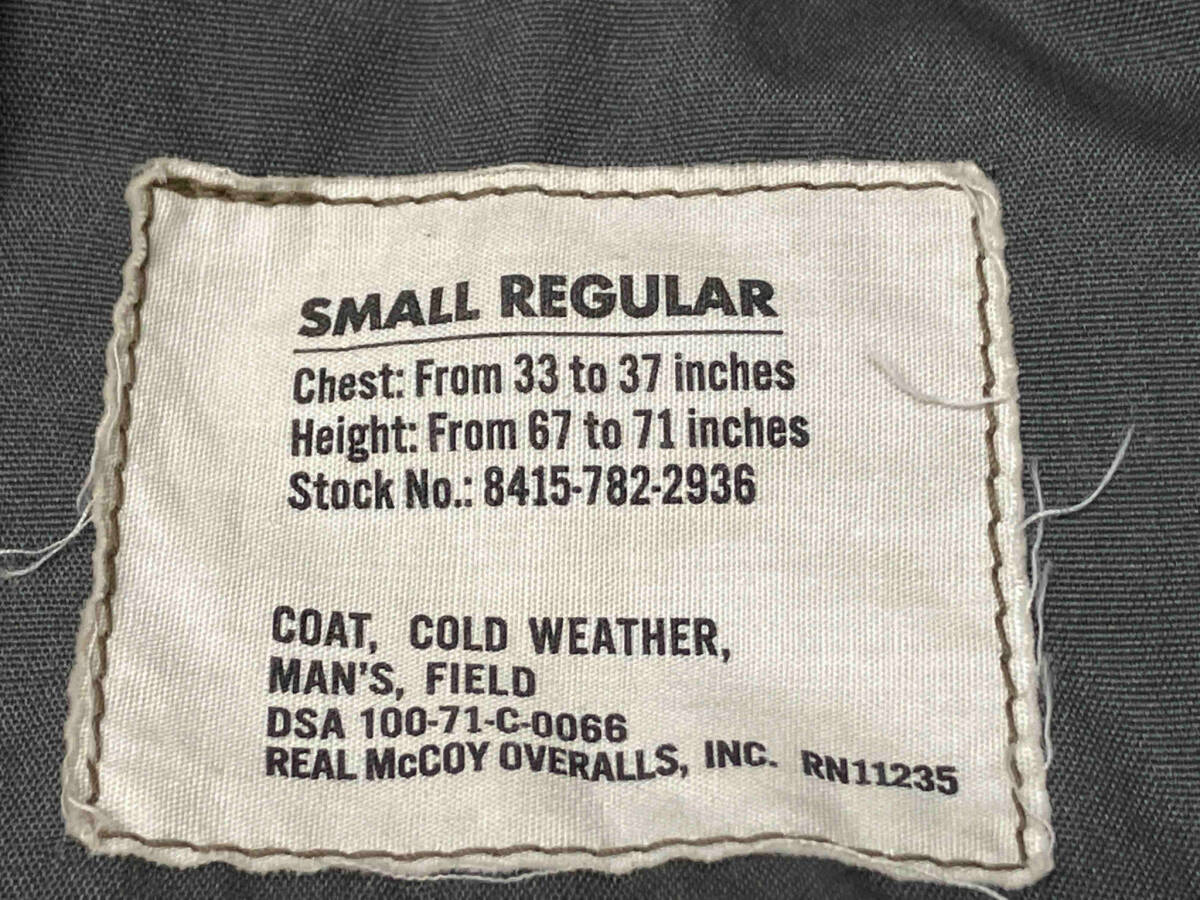 SMALL REGULAR
Chest: From 33 to 37 inches
Height: From 67 to 71 inches
Stock No.: 8415-782-2936
COAT, COLD WEATHER,
MAN'S, FIELD
DSA 100-71-C-0066
REAL McCOY OVERALLS, INC. RN11235